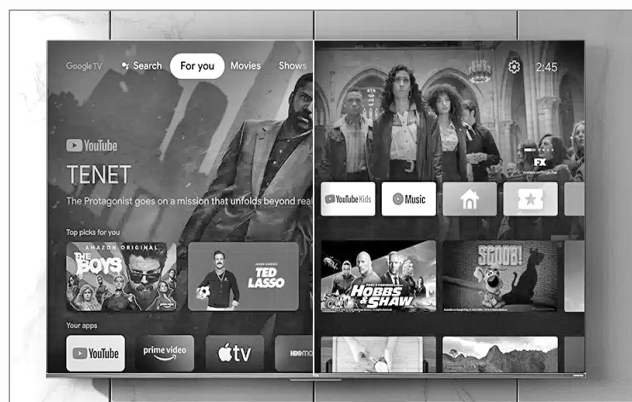 Google TV
Search
For you
Movies
Shows
2:45
YouTube
TENET
The Protagonist goes on a mission that unfolds beyond real
FX
YouTube Kids
Music
Top picks for you
AMAZON ORIGINAL
THE BOYS
TED LASSO
HOBBS & SHAW
SCOOB!
Your apps
YouTube
prime video
tv
HBO